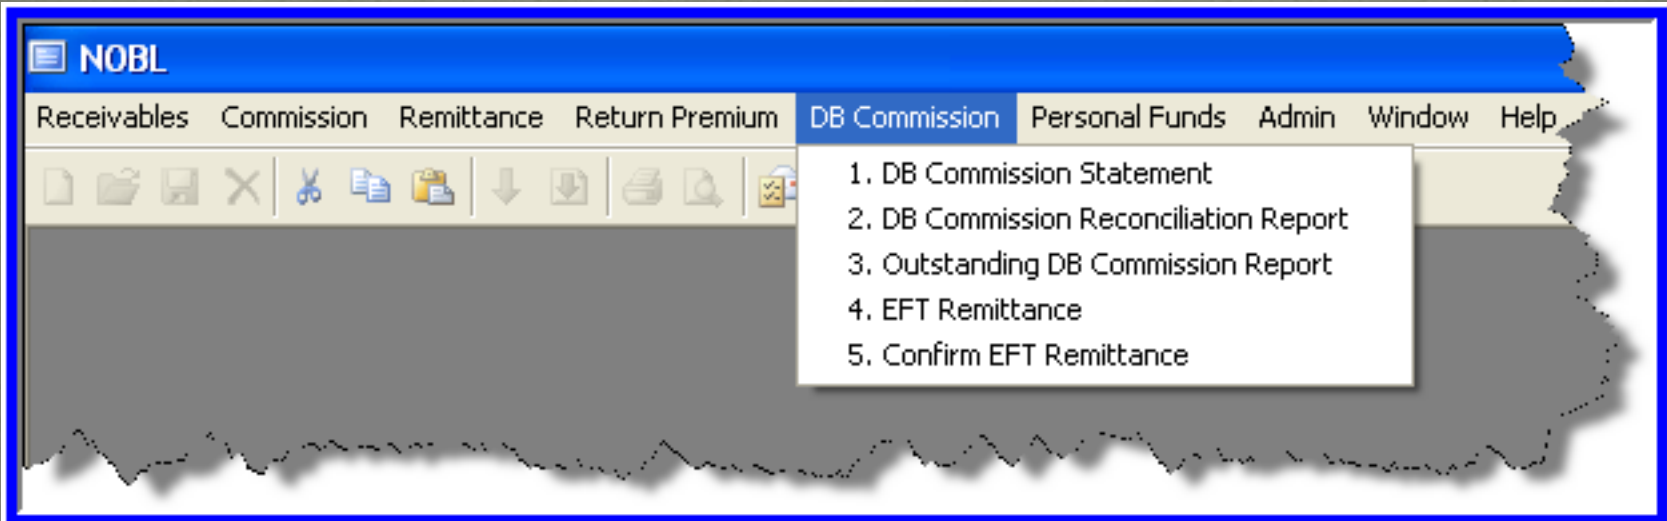 NOBL
Receivables Commission Remittance Return Premium DB Commission Personal Funds Admin Window Help
1. DB Commission Statement
2. DB Commission Reconciliation Report
3. Outstanding DB Commission Report
4. EFT Remittance
5. Confirm EFT Remittance